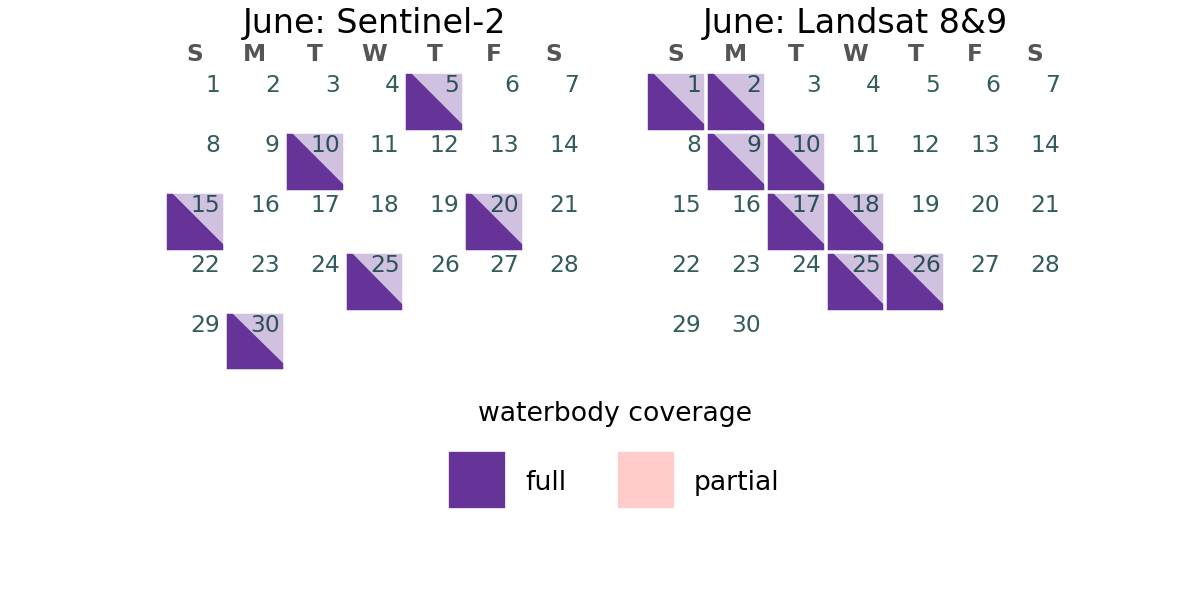 June: Sentinel-2
S M T W T F S
1 2 3 4 5 6 7
8 9 10 11 12 13 14
15 16 17 18 19 20 21
22 23 24 25 26 27 28
29 30
June: Landsat 8&9
S M T W T F S
1 2 3 4 5 6 7
8 9 10 11 12 13 14
15 16 17 18 19 20 21
22 23 24 25 26 27 28
29 30
waterbody coverage
full partial